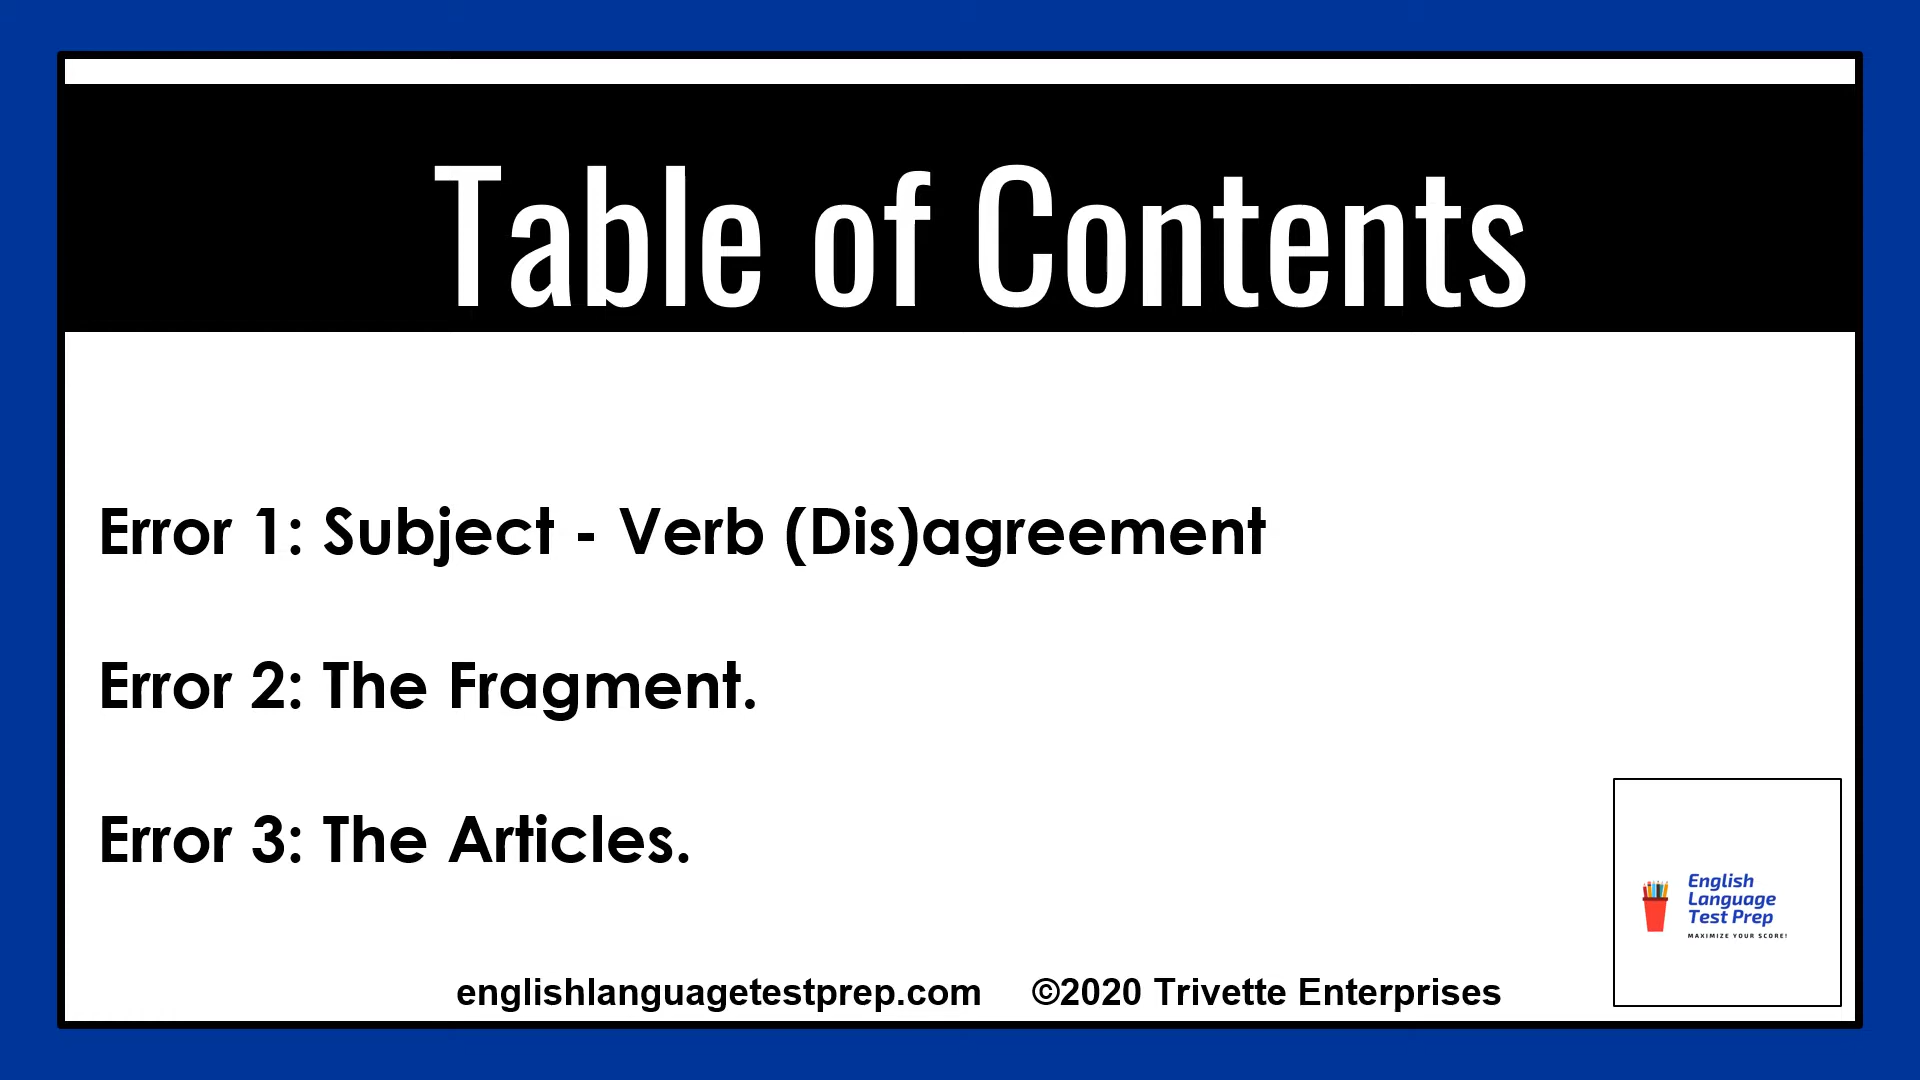 Table of Contents
Error 1: Subject - Verb (Dis)agreement
Error 2: The Fragment.
Error 3: The Articles.
English
Language
Test Prep
MAXIMIZE YOUR SCORE!
englishlanguagetestprep.com ©2020 Trivette Enterprises